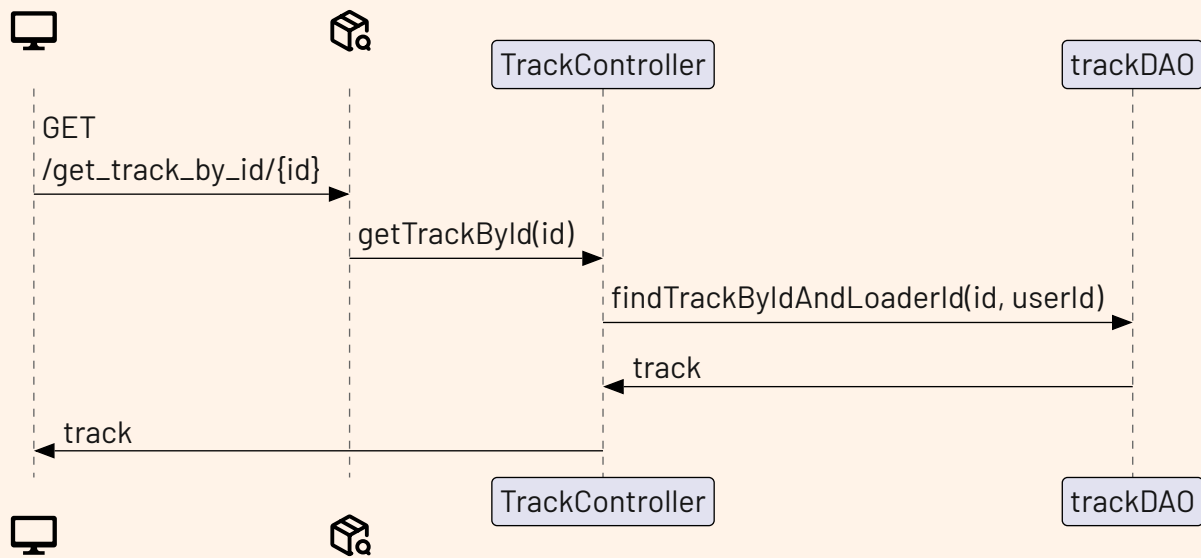 TrackController
trackDAO
GET
/get_track_by_id/{id}
getTrackById(id)
findTrackByIdAndLoaderId(id, userId)
track
track
TrackController
trackDAO